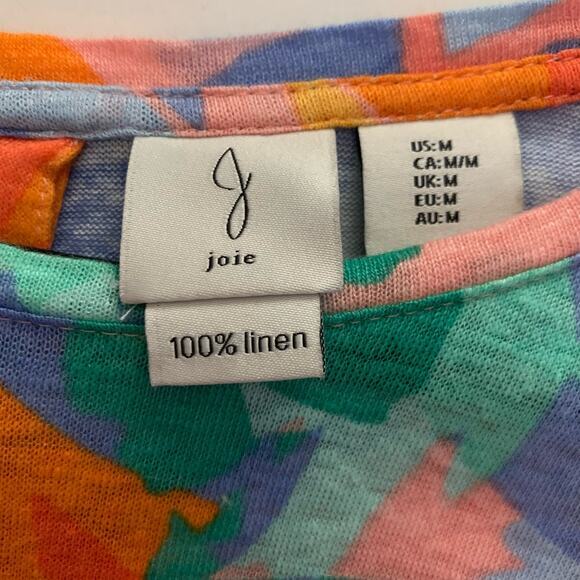 J
joie
100% linen
US: M
CA: M/M
UK: M
EU: M
AU: M